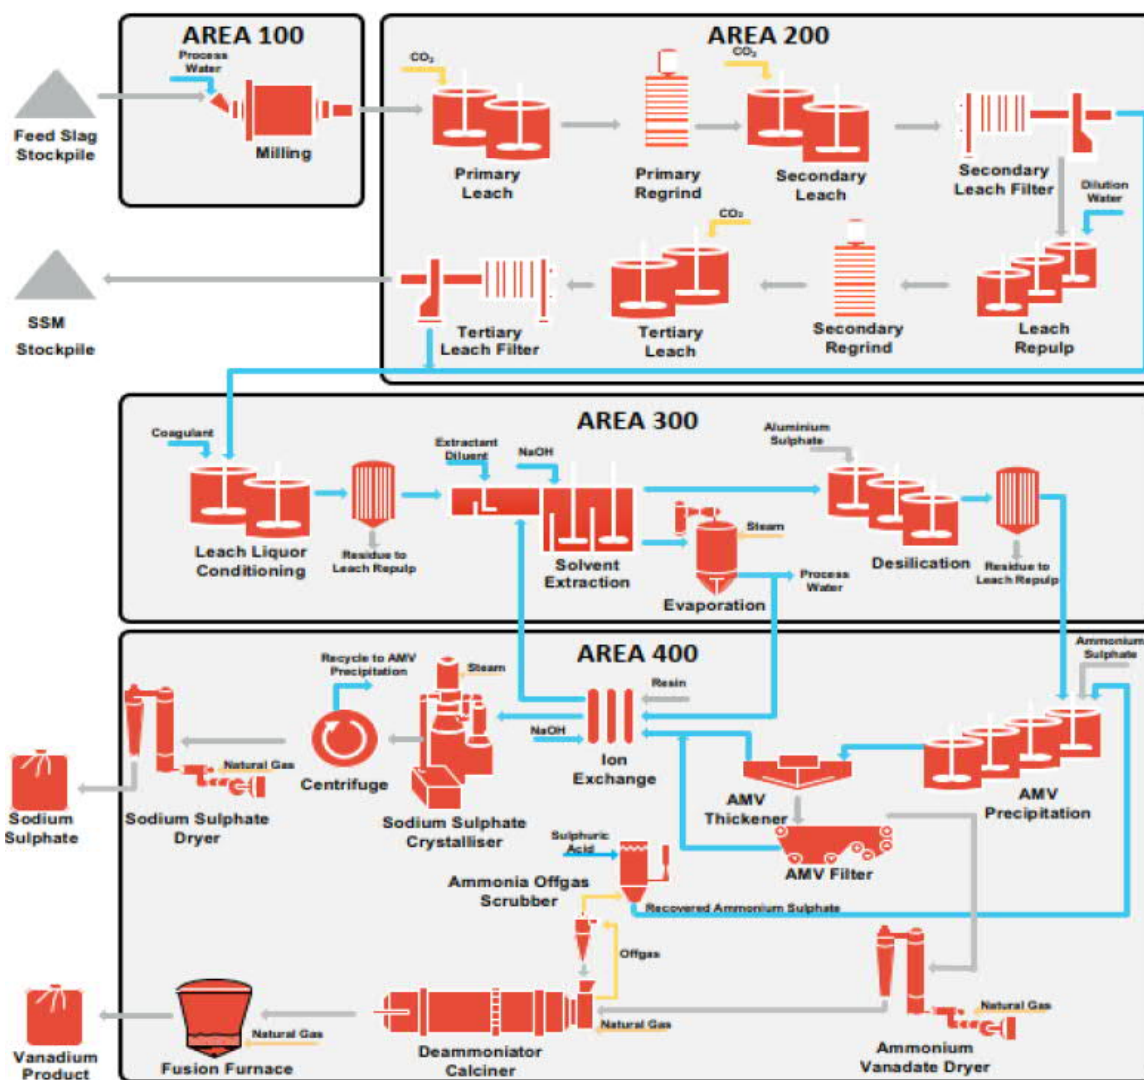 AREA 100
Process
Water
Feed Slag
Stockpile
Milling
AREA 200
CO₂
Primary
Leach
Primary
Regrind
CO₂
Secondary
Leach
Secondary
Leach Filter
Dilution
Water
SSM
Stockpile
Tertiary
Leach Filter
CO₂
Tertiary
Leach
Secondary
Regrind
Leach
Repulp
AREA 300
Coagulant
Leach Liquor
Conditioning
Residue to
Leach Repulp
Extractant
Diluent
NaOH
Solvent
Extraction
Steam
Evaporation
Process
Water
Aluminium
Sulphate
Desilication
Residue to
Leach Repulp
AREA 400
Sodium
Sulphate
Natural Gas
Sodium Sulphate
Dryer
Recycle to AMV
Precipitation
Centrifuge
Steam
Sodium Sulphate
Crystalliser
NaOH
Resin
Ion
Exchange
AMV
Thickener
AMV Filter
Ammonium
Sulphate
AMV
Precipitation
Sulphuric
Acid
Ammonia Offgas
Scrubber
Recovered Ammonium Sulphate
Offgas
Vanadium
Product
Natural Gas
Fusion Furnace
Deammoniator
Calciner
Natural Gas
Natural Gas
Ammonium
Vanadate Dryer